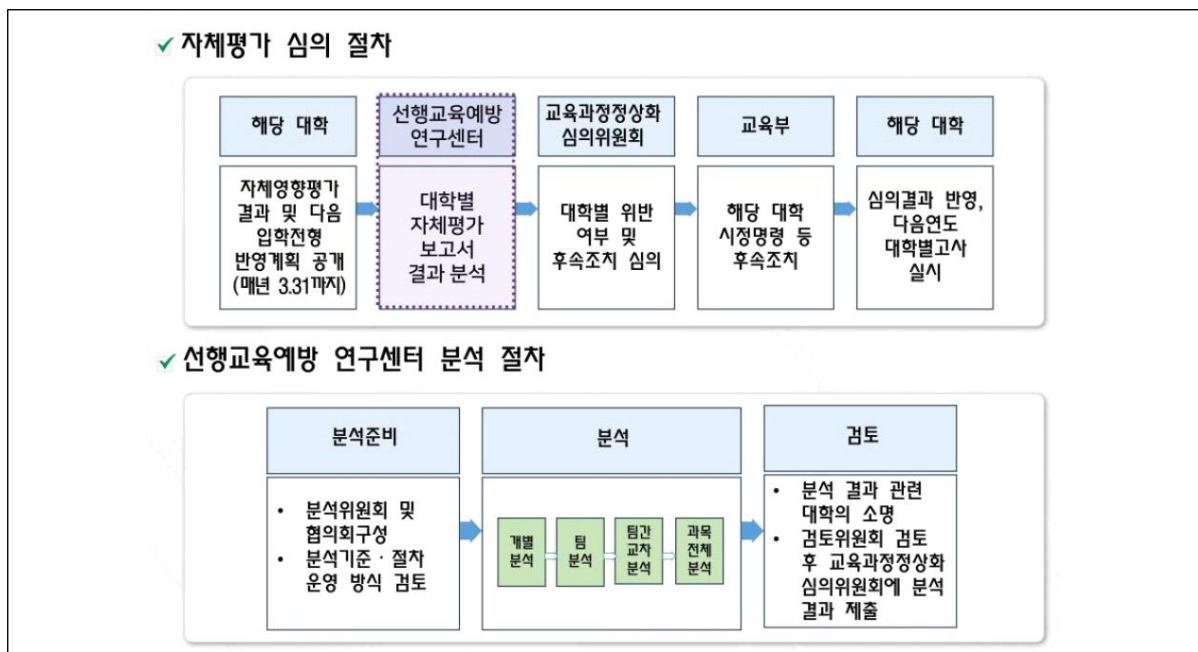 ✓ 자체평가 심의 절차
해당 대학
자체영향평가
결과 및 다음
입학전형
반영계획 공개
(매년 3.31까지)
선행교육예방
연구센터
대학별
자체평가
보고서
결과 분석
교육과정정상화
심의위원회
대학별 위반
여부 및
후속조치 심의
교육부
해당 대학
시정명령 등
후속조치
해당 대학
심의결과 반영,
다음연도
대학별고사
실시
✓ 선행교육예방 연구센터 분석 절차
분석준비
• 분석위원회 및
협의회구성
• 분석기준·절차
운영 방식 검토
분석
개별
분석
팀
분석
팀간
교차
분석
과목
전체
분석
검토
• 분석 결과 관련
대학의 소명
• 검토위원회 검토
후 교육과정정상화
심의위원회에 분석
결과 제출